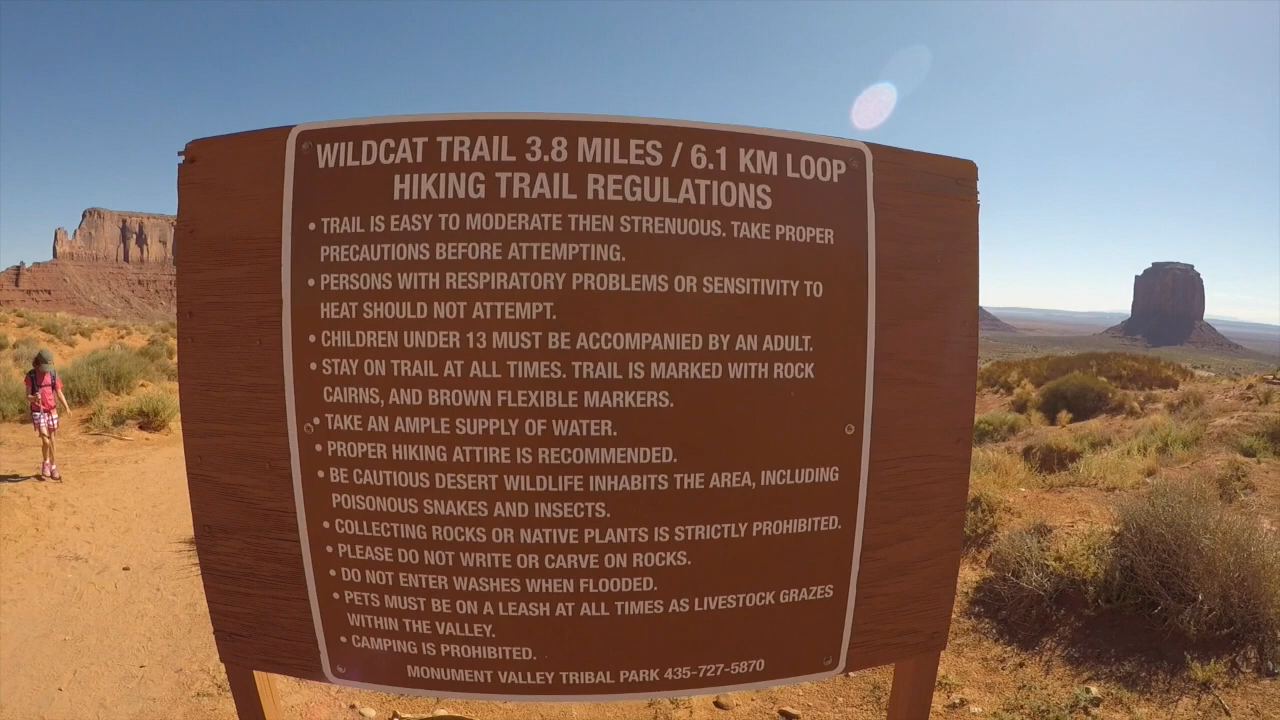 WILDCAT TRAIL 3.8 MILES / 6.1 KM LOOP
HIKING TRAIL REGULATIONS
• TRAIL IS EASY TO MODERATE THEN STRENUOUS. TAKE PROPER
PRECAUTIONS BEFORE ATTEMPTING.
• PERSONS WITH RESPIRATORY PROBLEMS OR SENSITIVITY TO
HEAT SHOULD NOT ATTEMPT.
• CHILDREN UNDER 13 MUST BE ACCOMPANIED BY AN ADULT.
• STAY ON TRAIL AT ALL TIMES. TRAIL IS MARKED WITH ROCK
CAIRNS, AND BROWN FLEXIBLE MARKERS.
• TAKE AN AMPLE SUPPLY OF WATER.
• PROPER HIKING ATTIRE IS RECOMMENDED.
• BE CAUTIOUS DESERT WILDLIFE INHABITS THE AREA, INCLUDING
POISONOUS SNAKES AND INSECTS.
• COLLECTING ROCKS OR NATIVE PLANTS IS STRICTLY PROHIBITED.
• PLEASE DO NOT WRITE OR CARVE ON ROCKS.
• DO NOT ENTER WASHES WHEN FLOODED.
• PETS MUST BE ON A LEASH AT ALL TIMES AS LIVESTOCK GRAZES
WITHIN THE VALLEY.
• CAMPING IS PROHIBITED.
MONUMENT VALLEY TRIBAL PARK 435-727-5870